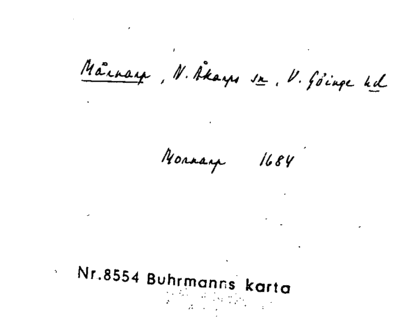 Mårnarp, N. Åkarps sn, V. Göinge hd
Mornarp 1684
Nr.8554 Buhrmanns karta